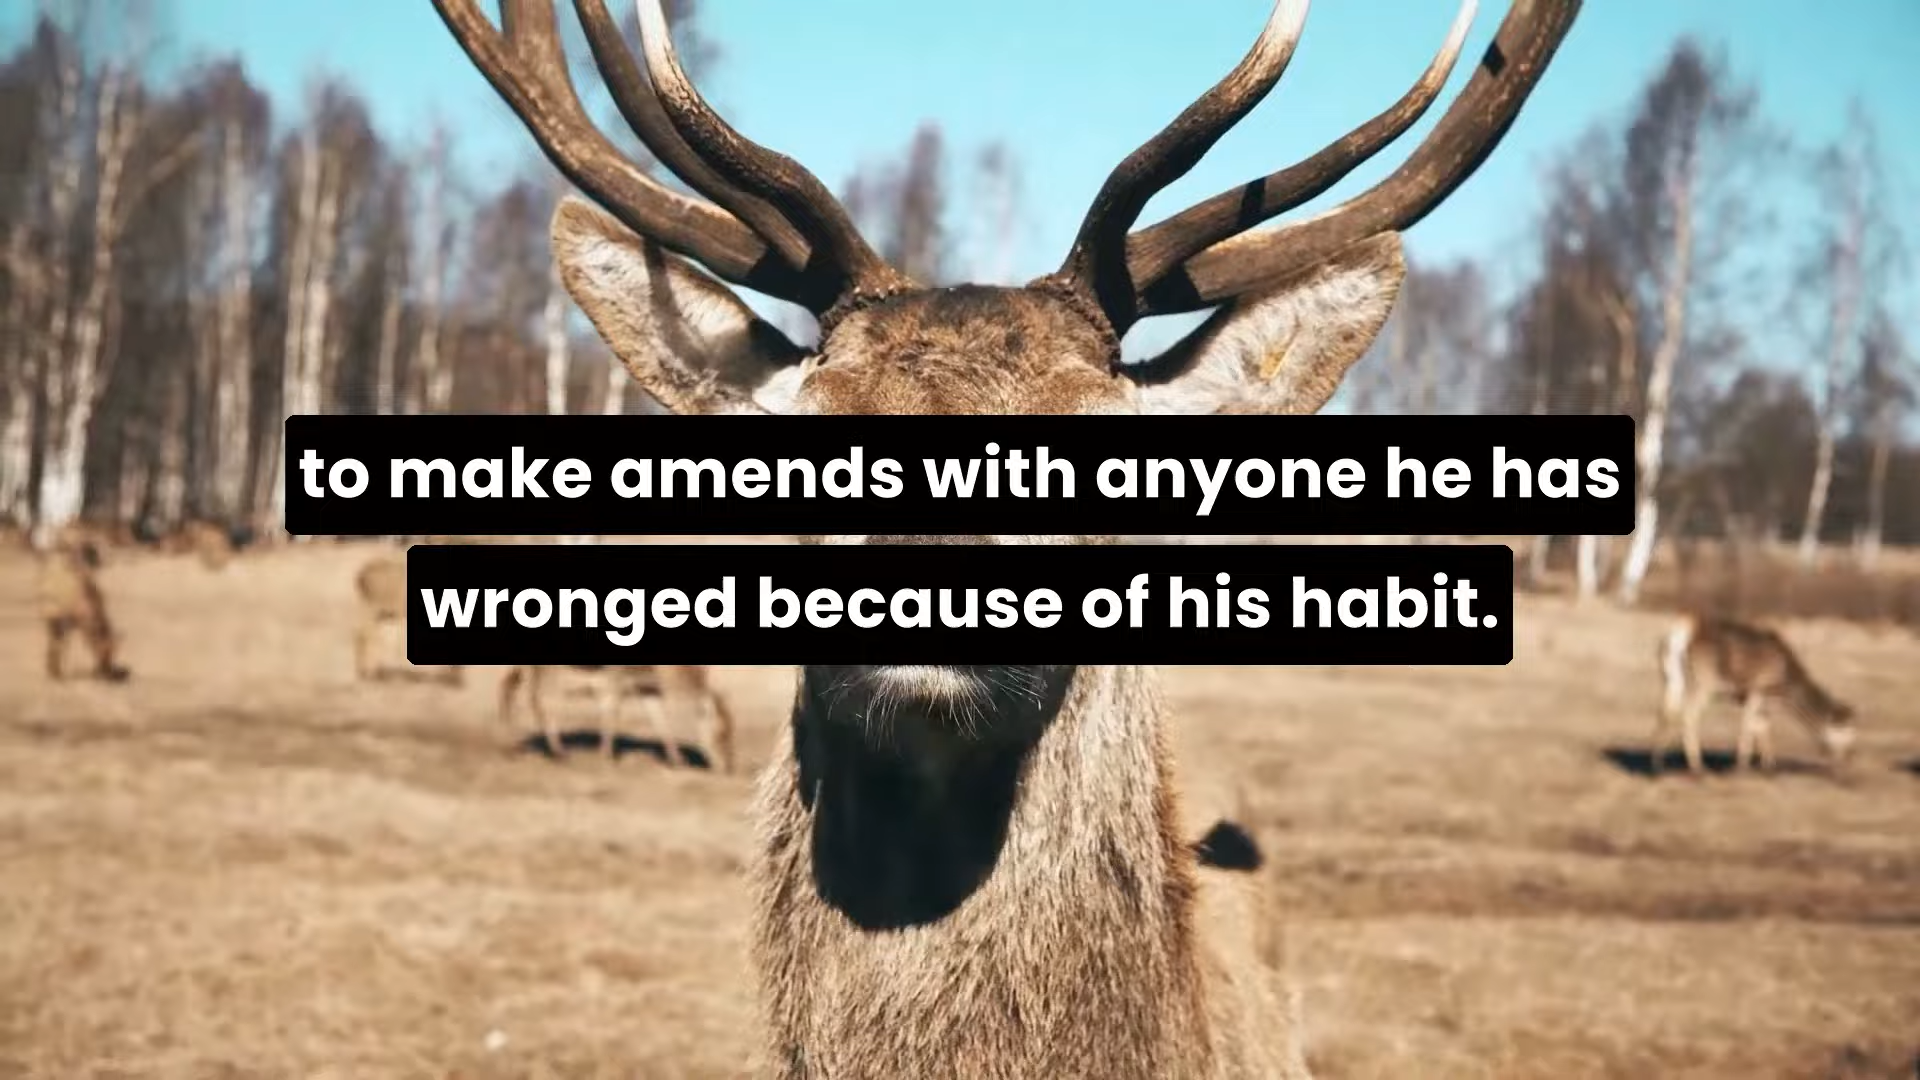 to make amends with anyone he has
wronged because of his habit.